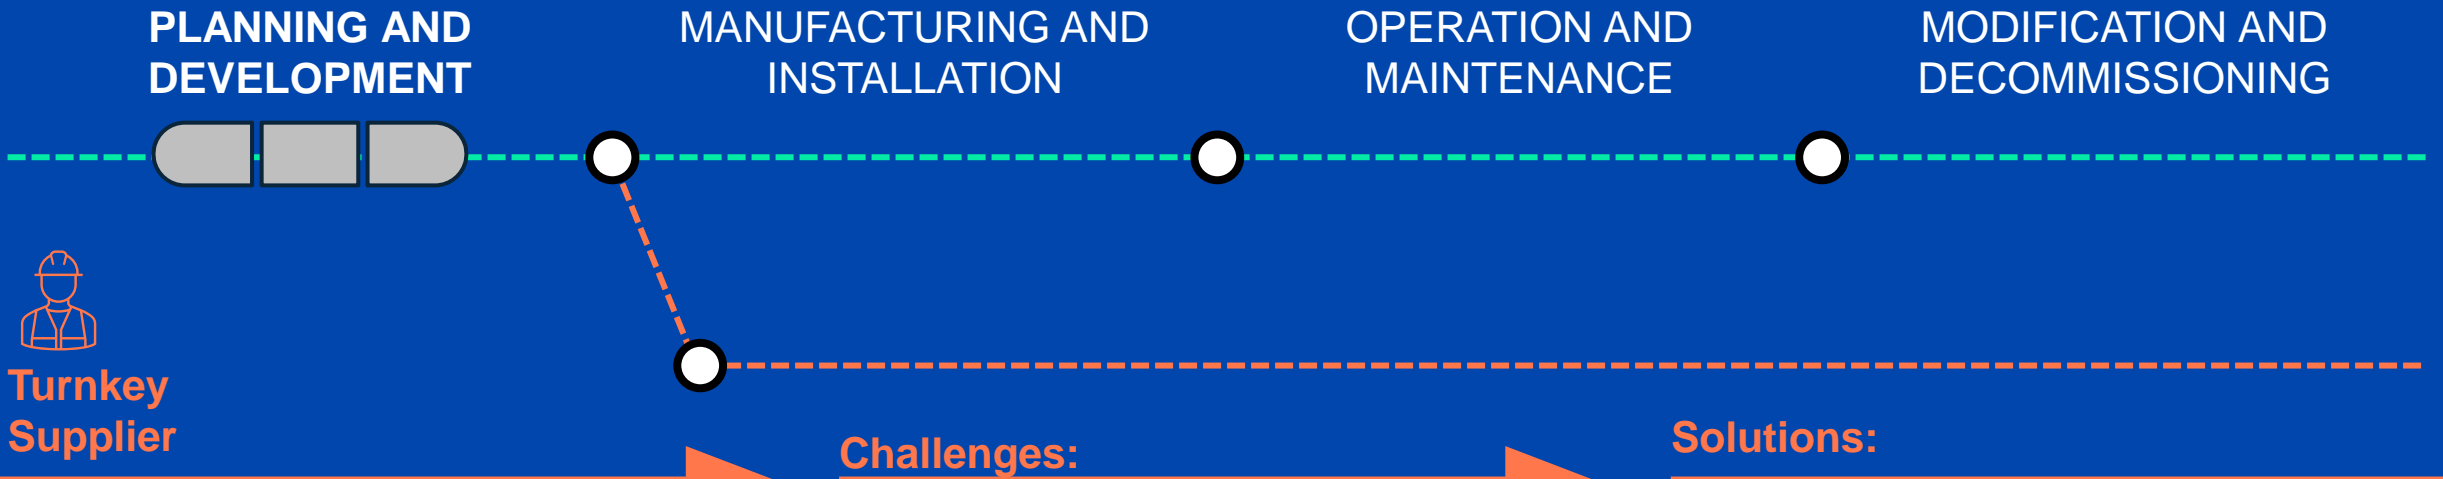 PLANNING AND
DEVELOPMENT
MANUFACTURING AND
INSTALLATION
OPERATION AND
MAINTENANCE
MODIFICATION AND
DECOMMISSIONING
Turnkey
Supplier
Challenges:
Solutions: